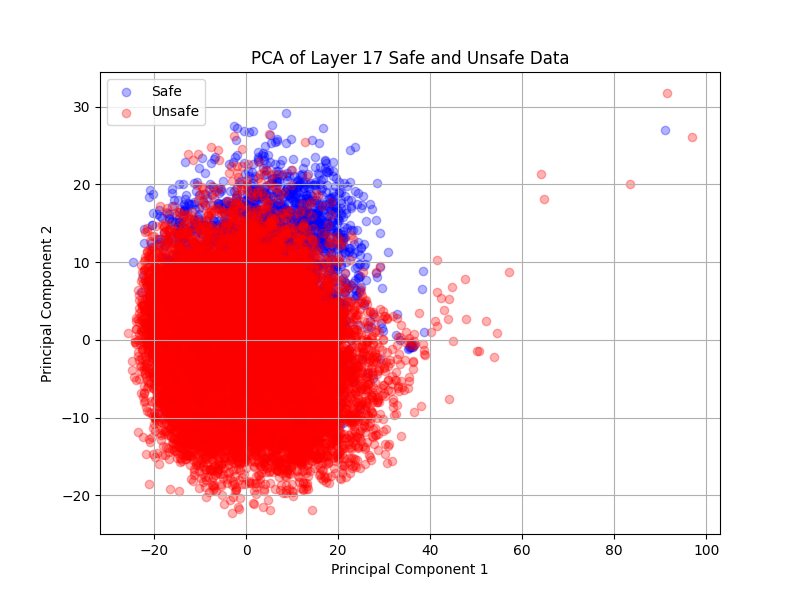 PCA of Layer 17 Safe and Unsafe Data
Safe
Unsafe
30
20
10
0
−10
−20
Principal Component 2
−20 0 20 40 60 80 100
Principal Component 1